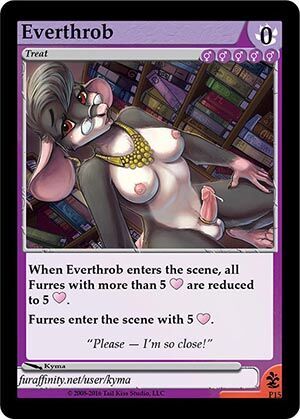 Everthrob
0
Treat
When Everthrob enters the scene, all
Furres with more than 5 ♡ are reduced
to 5 ♡.
Furres enter the scene with 5 ♡.
"Please — I'm so close!"
Kyma
furaffinity.net/user/kyma
© 2008-2016 Tail Kiss Studio, LLC
P15